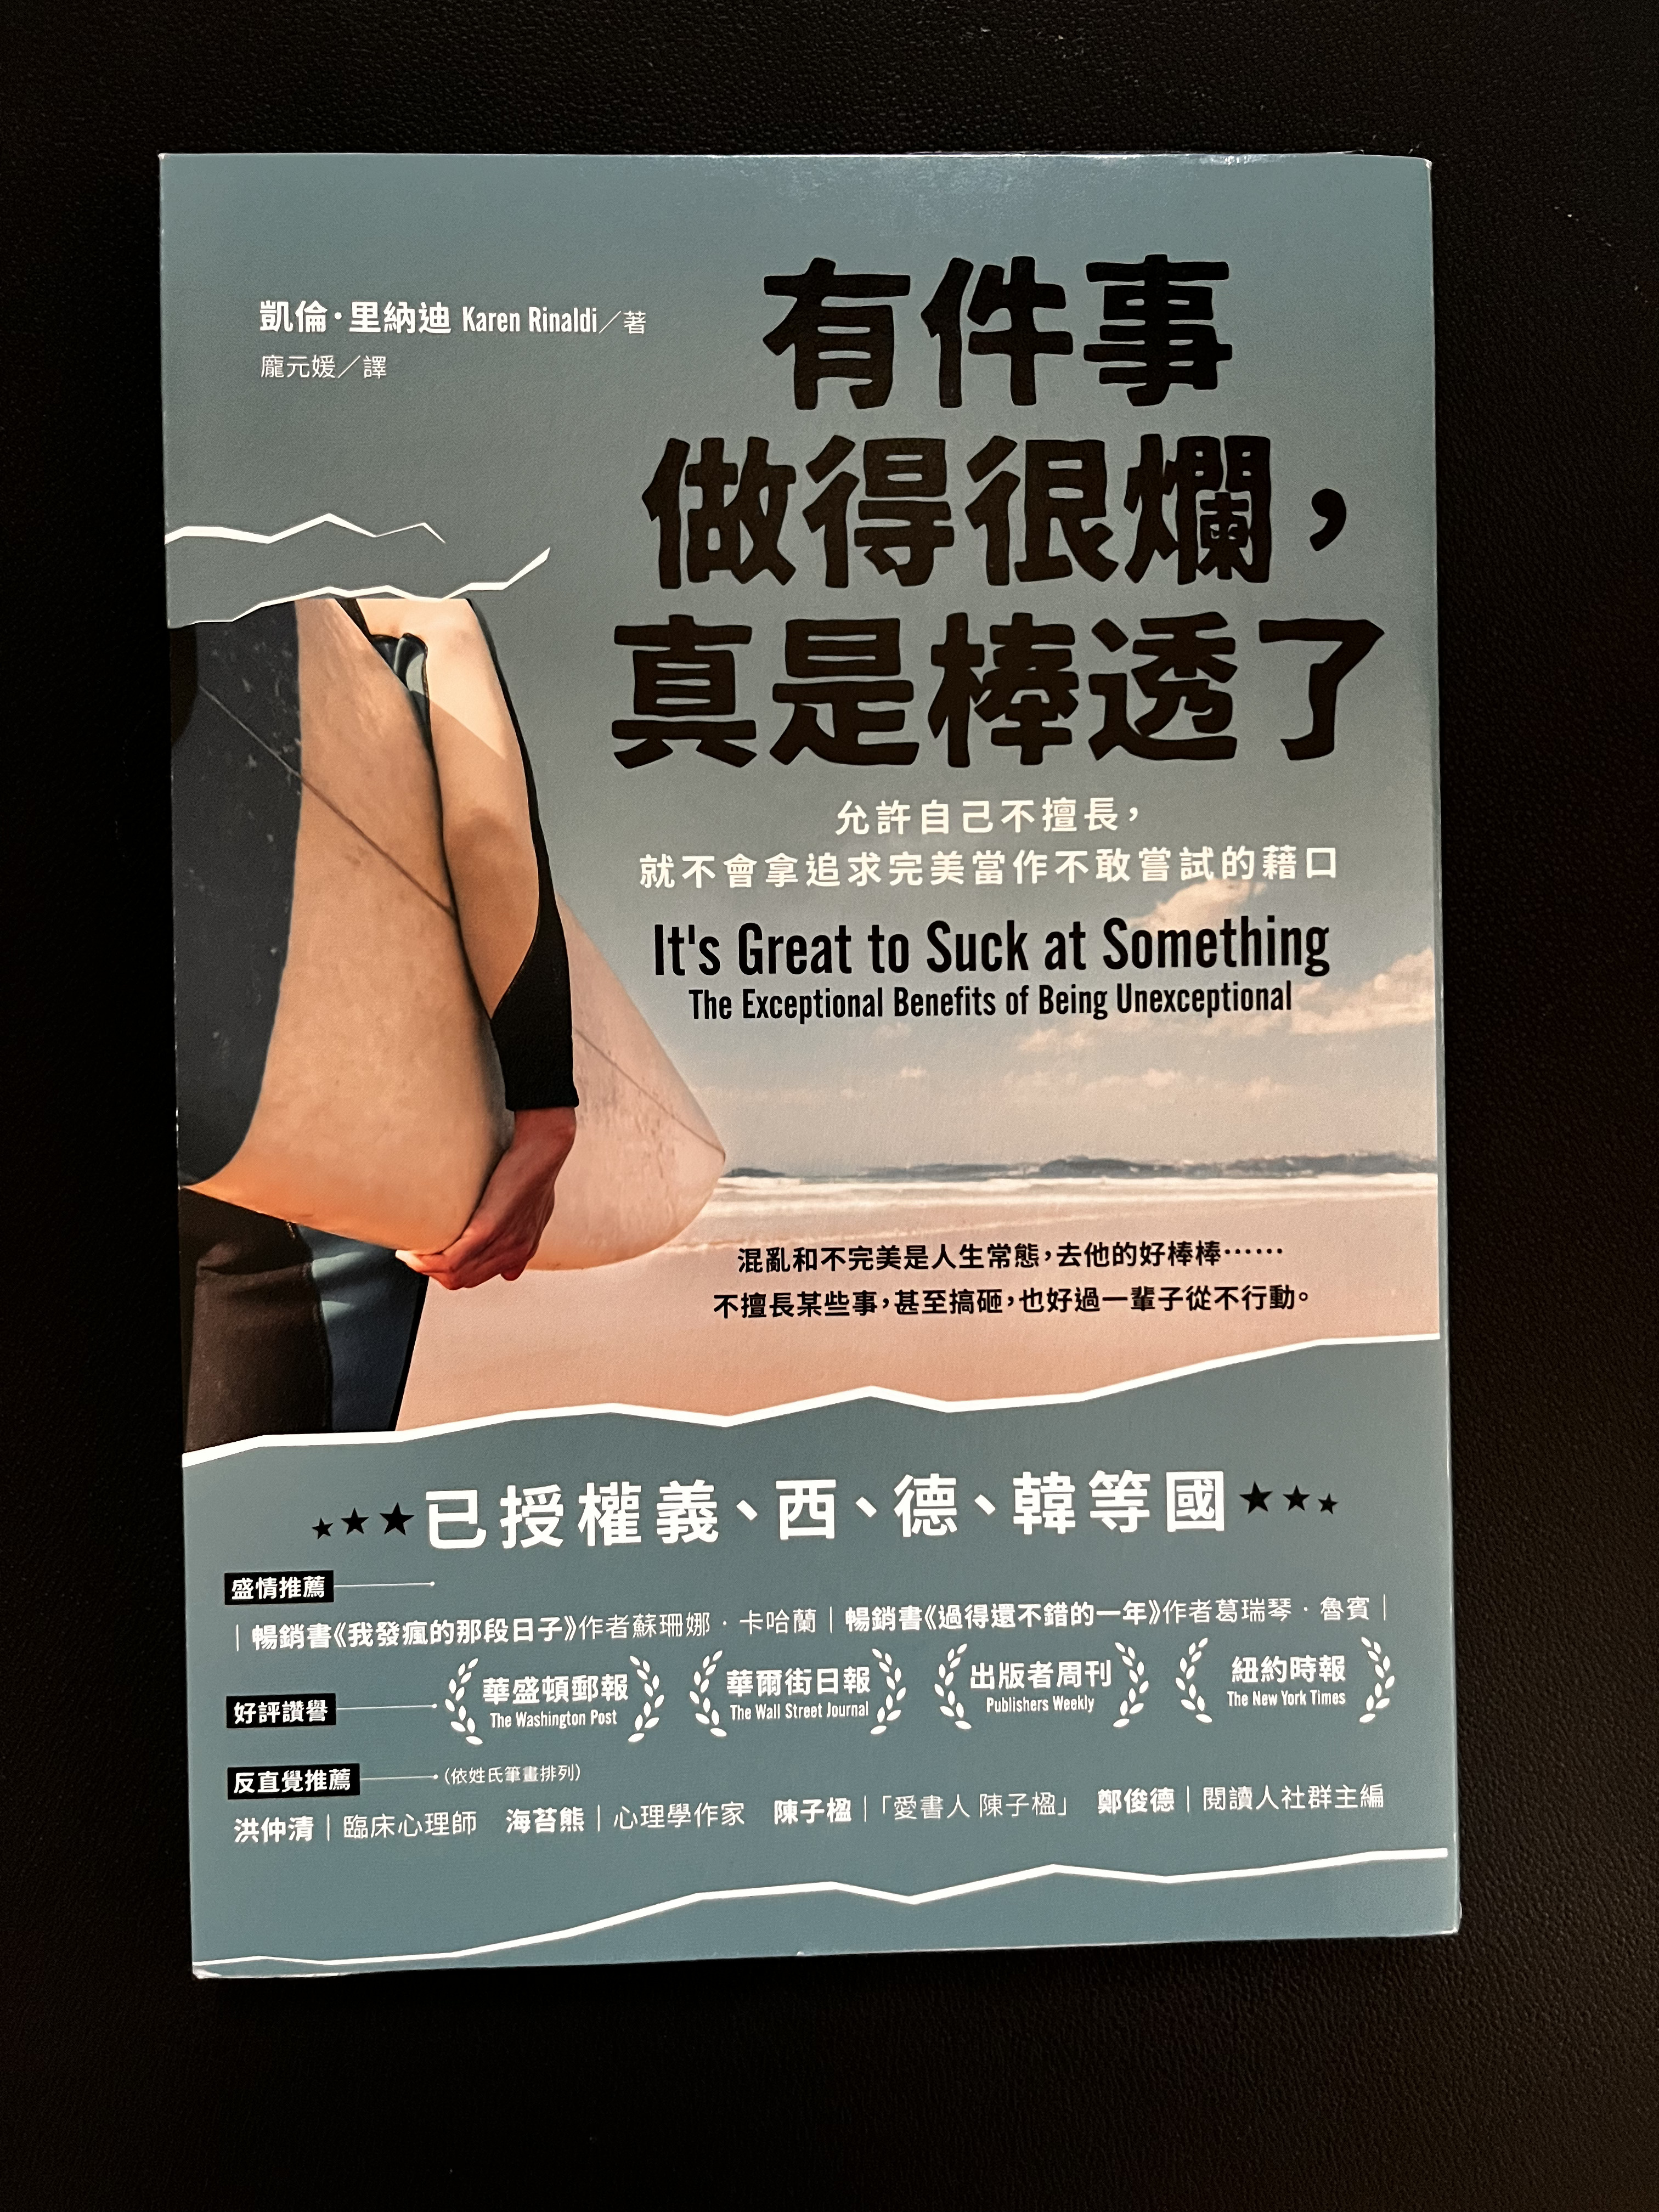 凱倫·里納迪 Karen Rinaldi／著
龐元媛／譯
有件事
做得很爛，
真是棒透了
允許自己不擅長，
就不會拿追求完美當作不敢嘗試的藉口
It's Great to Suck at Something
The Exceptional Benefits of Being Unexceptional
混亂和不完美是人生常態，去他的好棒棒⋯⋯
不擅長某些事，甚至搞砸，也好過一輩子從不行動。
★★★已授權義、西、德、韓等國★★★
盛情推薦
｜暢銷書《我發瘋的那段日子》作者蘇珊娜．卡哈蘭｜暢銷書《過得還不錯的一年》作者葛瑞琴．魯賓｜
好評讚譽
華盛頓郵報
The Washington Post
華爾街日報
The Wall Street Journal
出版者周刊
Publishers Weekly
紐約時報
The New York Times
反直覺推薦
（依姓氏筆畫排列）
洪仲清｜臨床心理師 海苔熊｜心理學作家 陳子楹｜「愛書人 陳子楹」 鄭俊德｜閱讀人社群主編